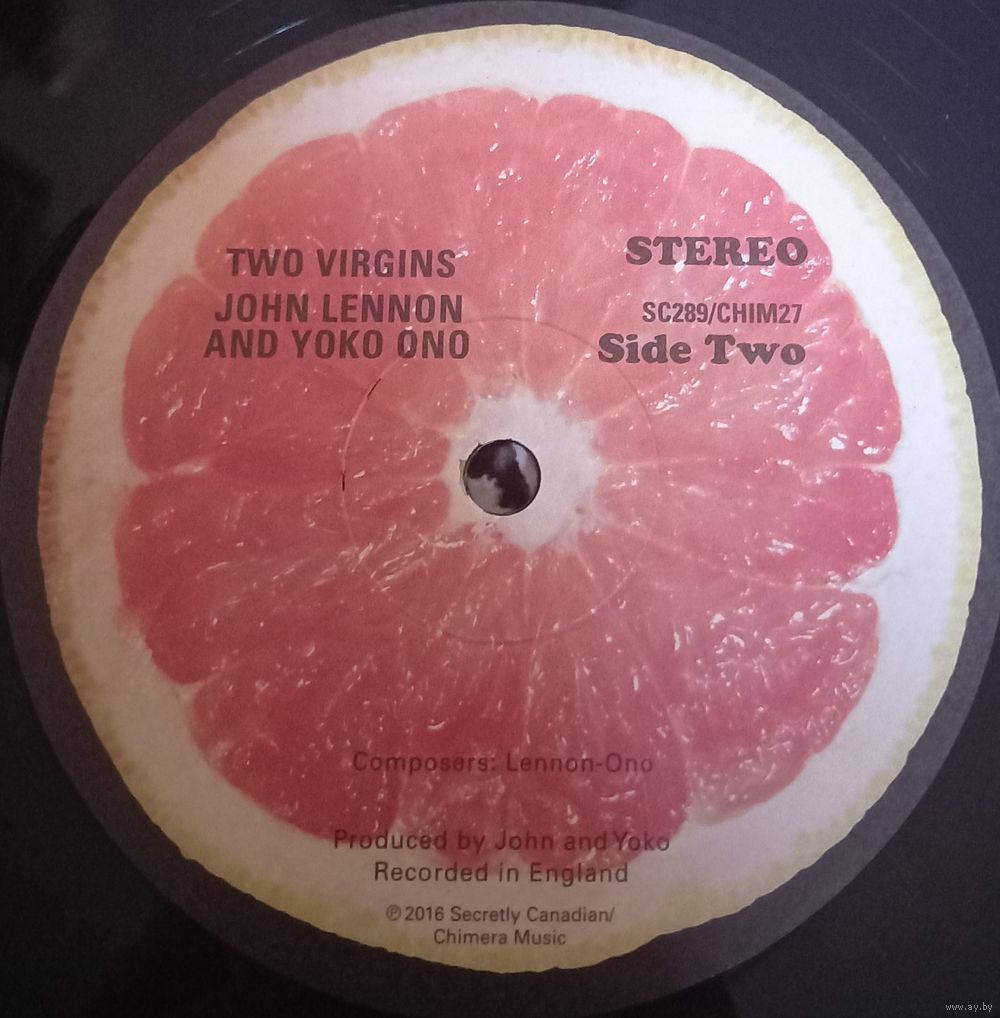 TWO VIRGINS
JOHN LENNON
AND YOKO ONO
STEREO
SC289/CHIM27
Side Two
Composers: Lennon-Ono
Produced by John and Yoko
Recorded in England
℗ 2016 Secretly Canadian/
Chimera Music
www.ay.by